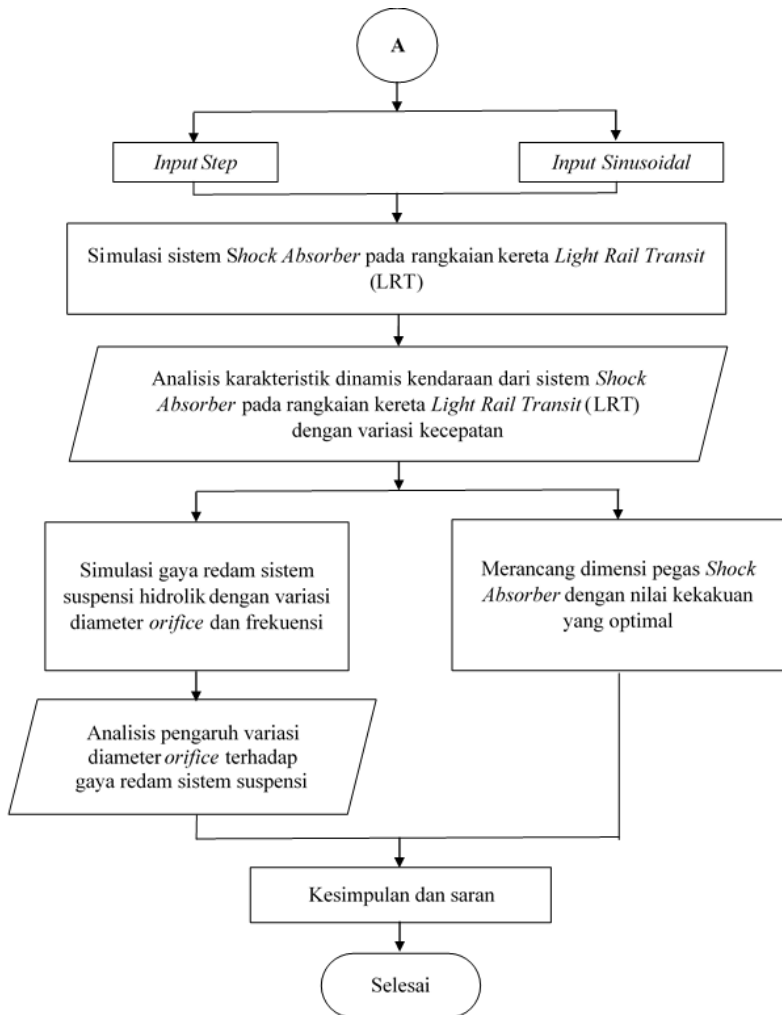 A
Input Step
Input Sinusoidal
Simulasi sistem Shock Absorber pada rangkaian kereta Light Rail Transit
(LRT)
Analisis karakteristik dinamis kendaraan dari sistem Shock
Absorber pada rangkaian kereta Light Rail Transit (LRT)
dengan variasi kecepatan
Simulasi gaya redam sistem
suspensi hidrolik dengan variasi
diameter orifice dan frekuensi
Merancang dimensi pegas Shock
Absorber dengan nilai kekakuan
yang optimal
Analisis pengaruh variasi
diameter orifice terhadap
gaya redam sistem suspensi
Kesimpulan dan saran
Selesai